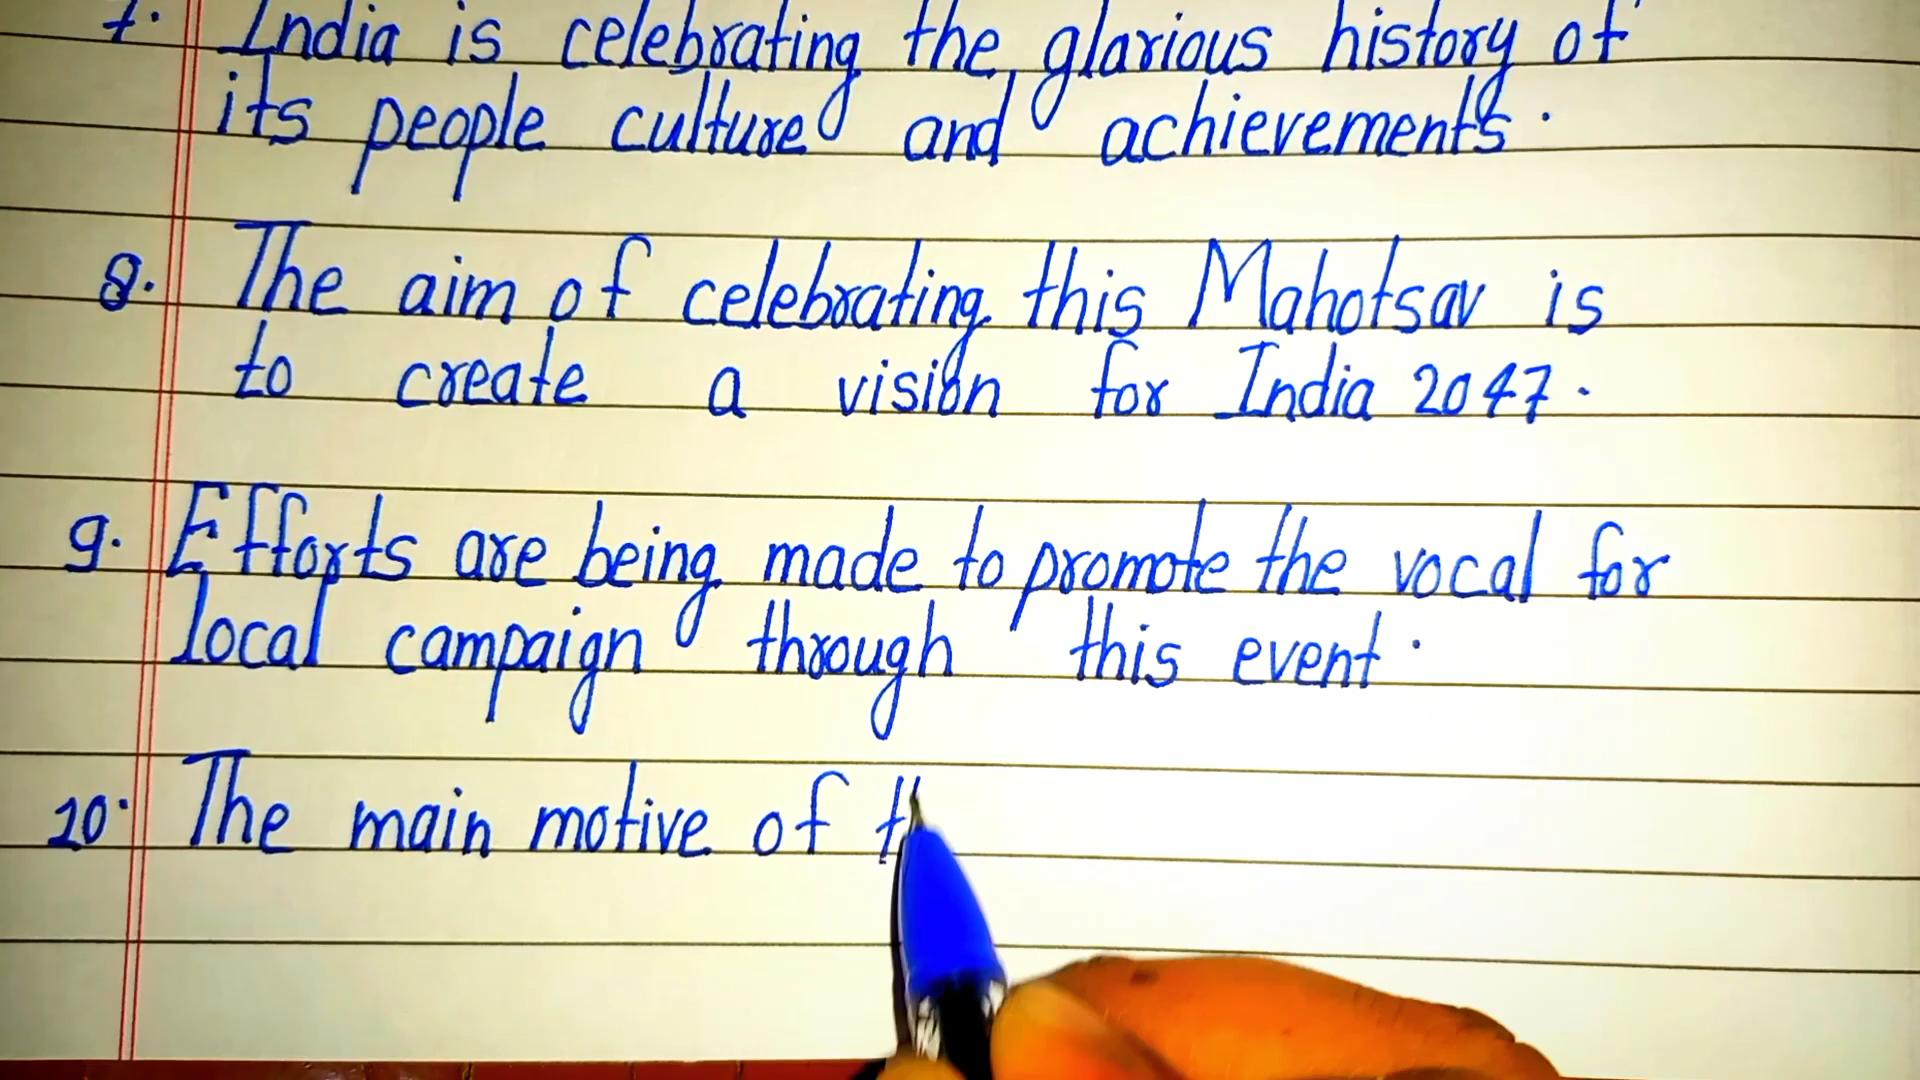 7. India is celebrating the glarious history of
its people culture and achievements.
8. The aim of celebrating this Mahotsav is
to create a vision for India 2047.
9. Efforts are being made to promote the vocal for
local campaign through this event.
10. The main motive of